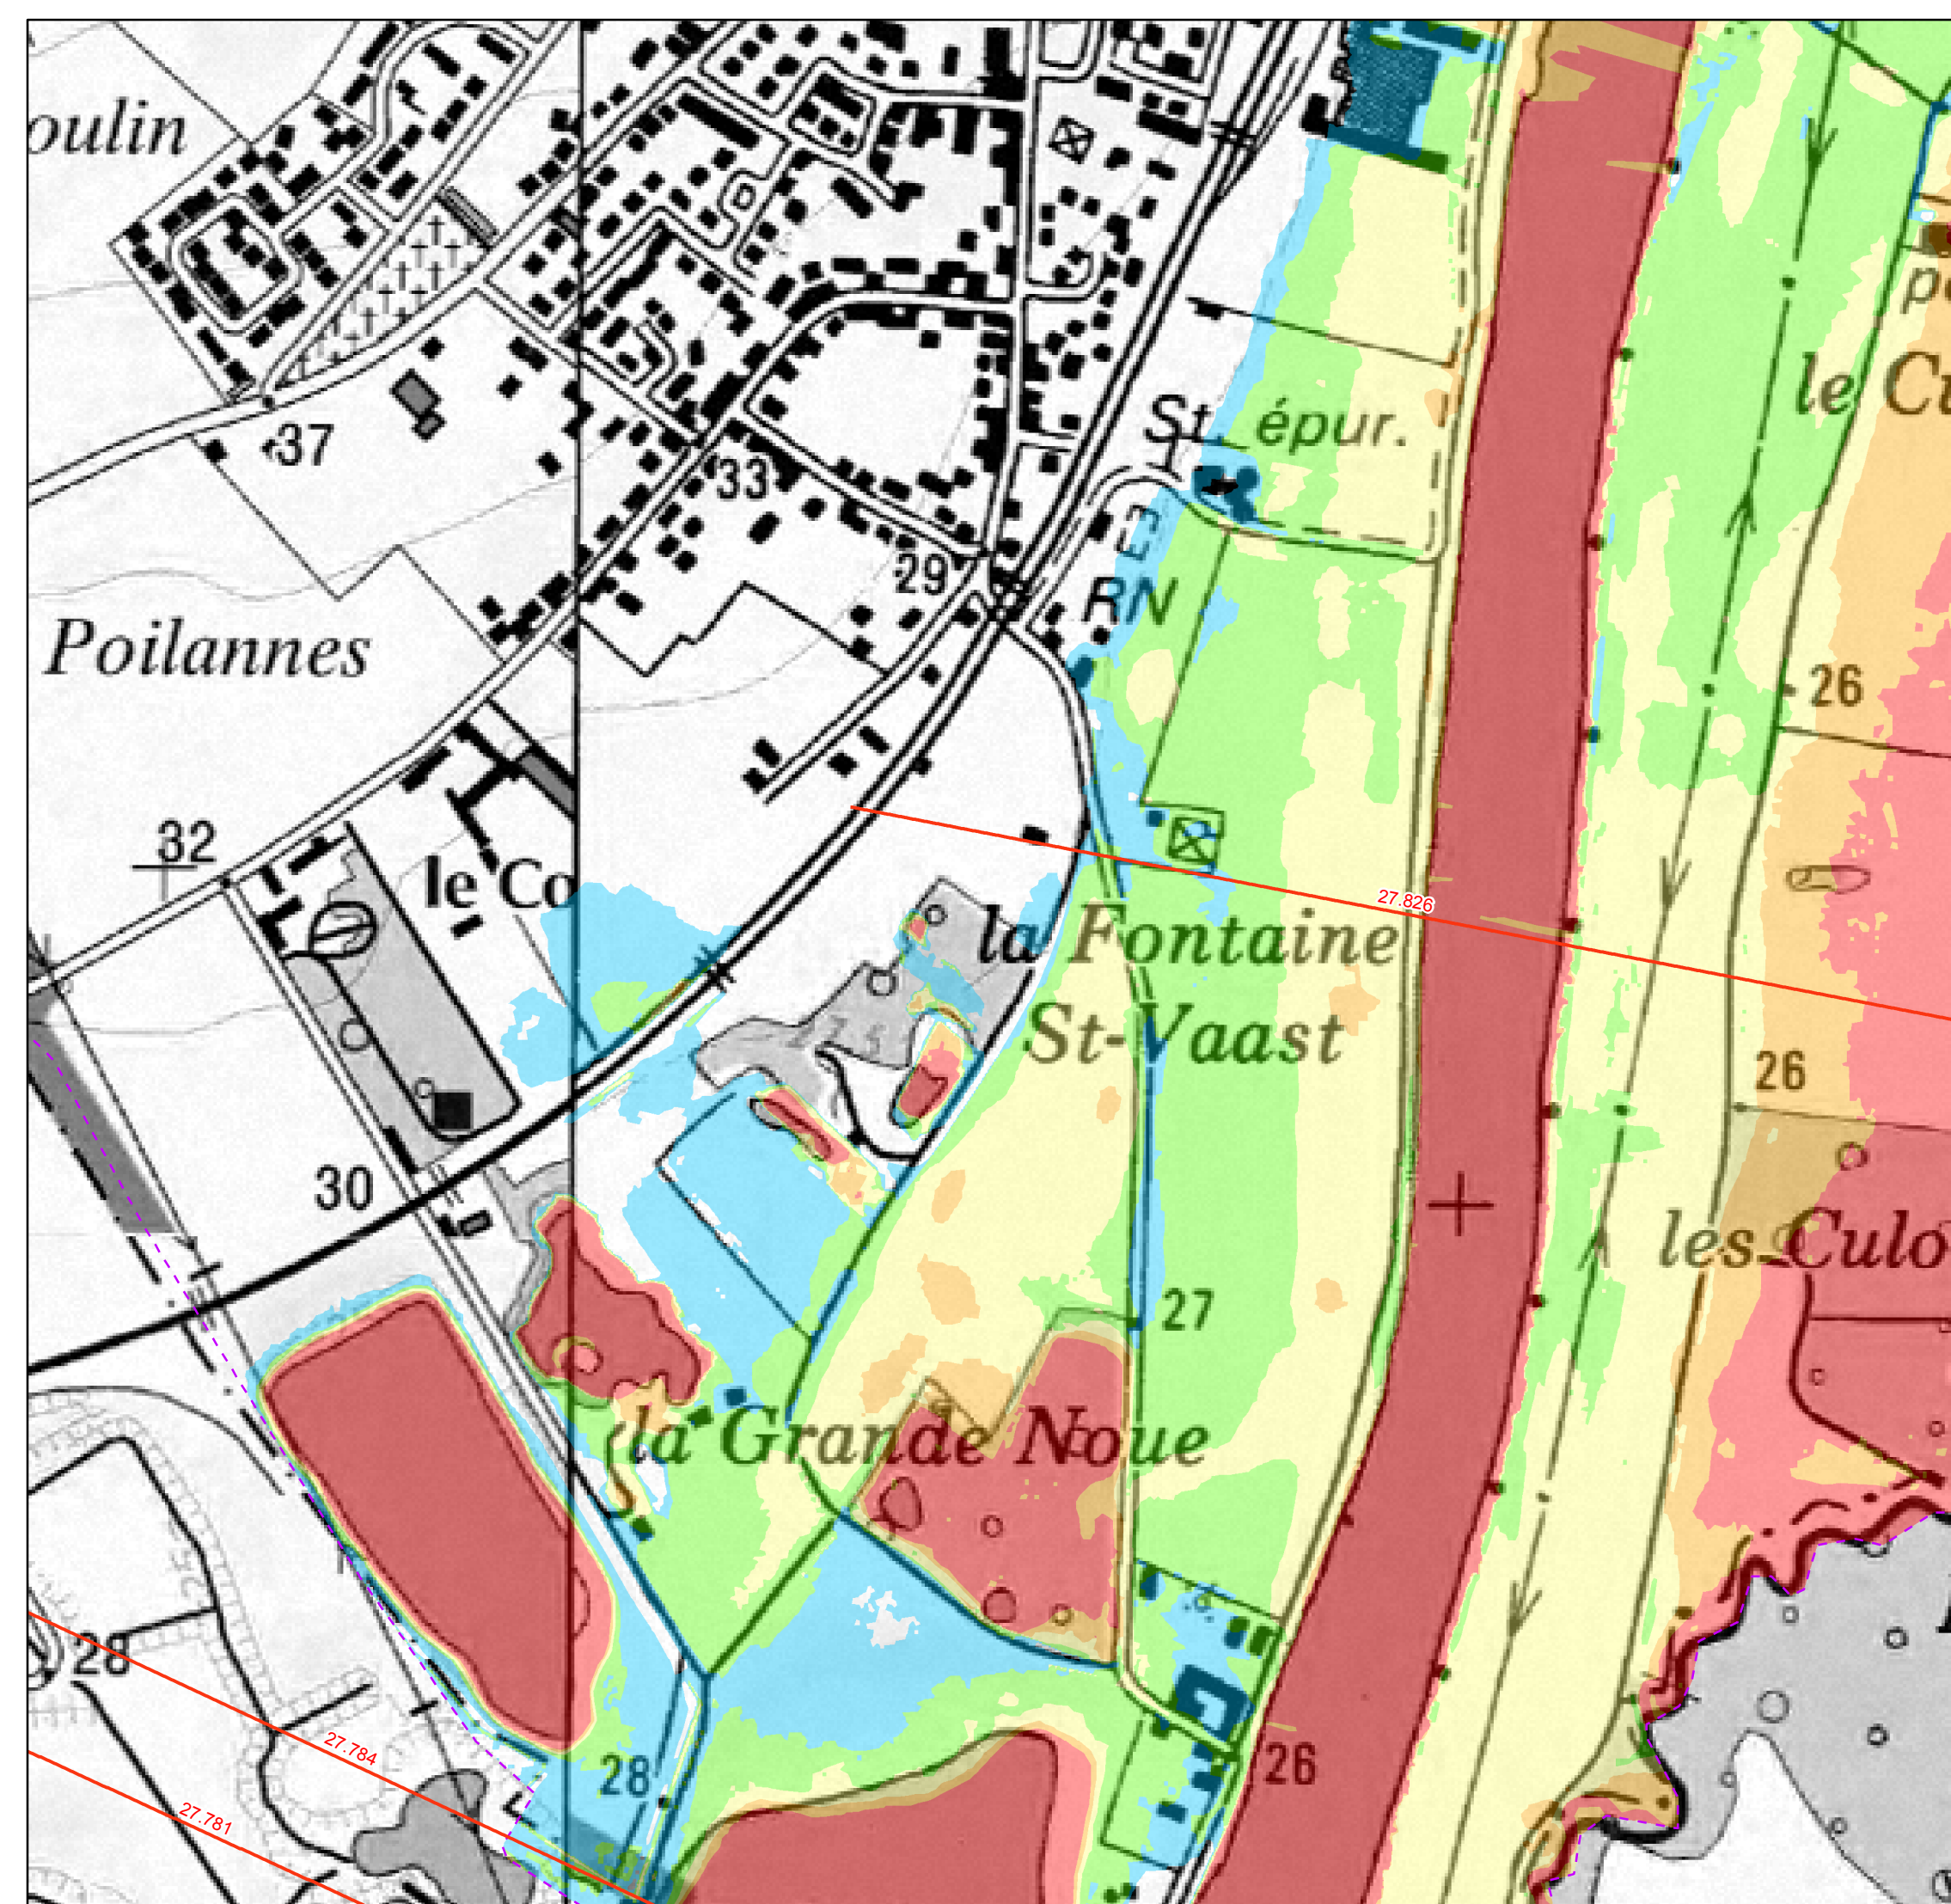 oulin
le Cu
37
St. épur.
33
29
RN
Poilannes
26
32
le Co
27.826
la Fontaine
St-Vaast
26
30
les Culo
27
la Grande Noue
28
27.784
28
26
27.781